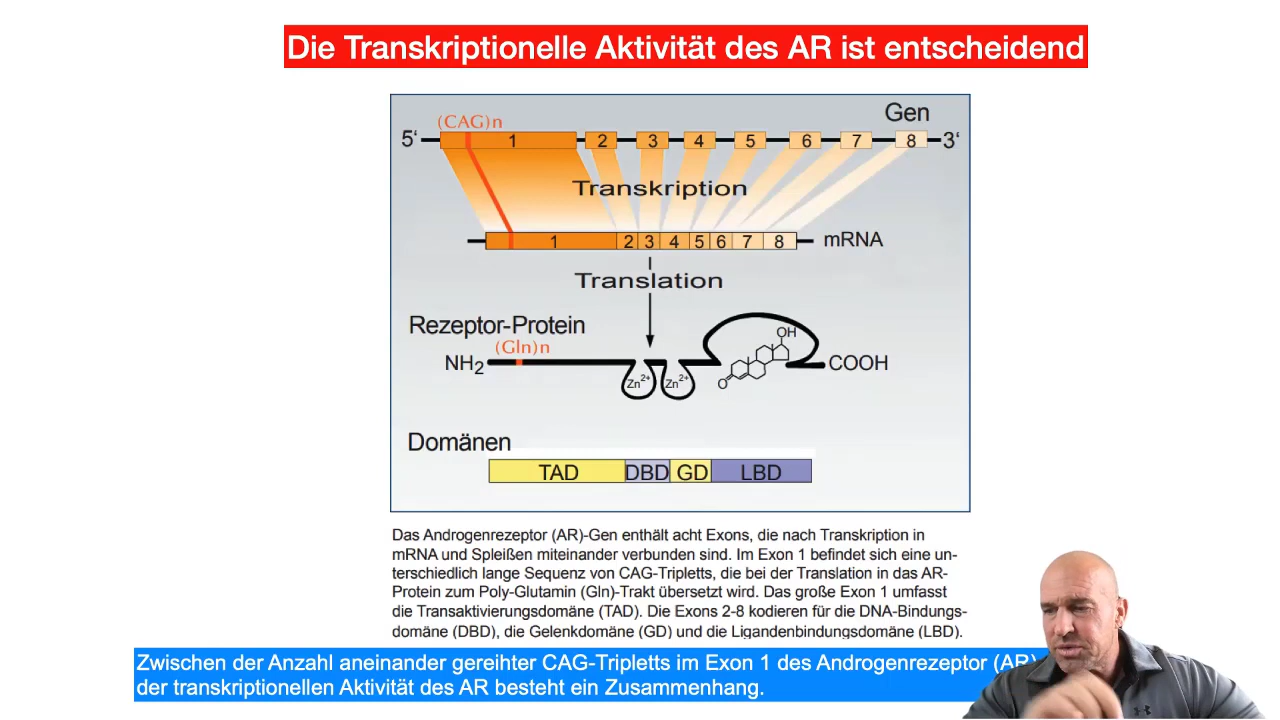 Die Transkriptionelle Aktivität des AR ist entscheidend
Gen
(CAG)n
5‘ 1 2 3 4 5 6 7 8 3‘
Transkription
1 2 3 4 5 6 7 8 mRNA
Translation
Rezeptor-Protein
(Gln)n
OH
NH2 COOH
Zn2+ Zn2+ O
Domänen
TAD DBD GD LBD
Das Androgenrezeptor (AR)-Gen enthält acht Exons, die nach Transkription in
mRNA und Spleißen miteinander verbunden sind. Im Exon 1 befindet sich eine un-
terschiedlich lange Sequenz von CAG-Tripletts, die bei der Translation in das AR-
Protein zum Poly-Glutamin (Gln)-Trakt übersetzt wird. Das große Exon 1 umfasst
die Transaktivierungsdomäne (TAD). Die Exons 2-8 kodieren für die DNA-Bindungs-
domäne (DBD), die Gelenkdomäne (GD) und die Ligandenbindungsdomäne (LBD).
Zwischen der Anzahl aneinander gereihter CAG-Tripletts im Exon 1 des Androgenrezeptor (AR)
der transkriptionellen Aktivität des AR besteht ein Zusammenhang.